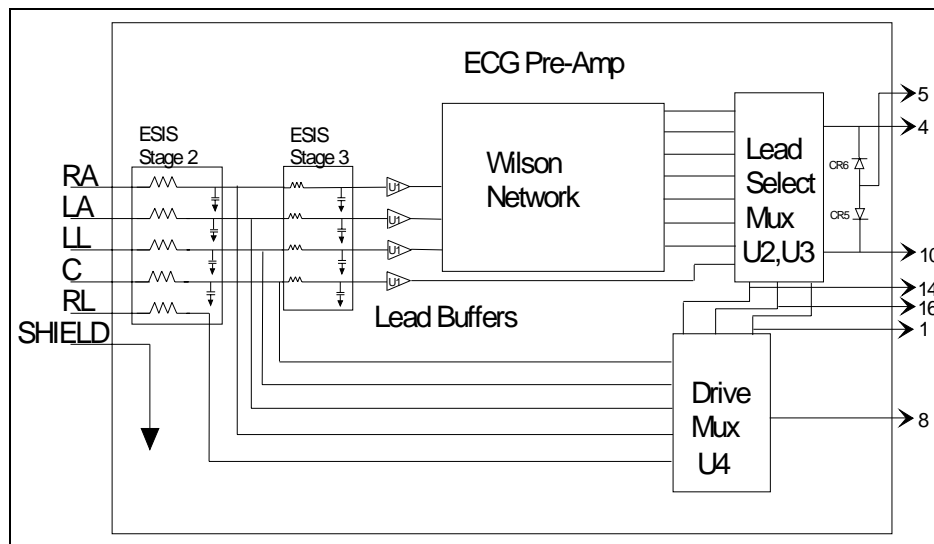 ECG Pre-Amp
ESIS
Stage 2
ESIS
Stage 3
RA
LA
LL
C
RL
SHIELD
U1
U1
U1
U1
Wilson
Network
Lead Buffers
Lead
Select
Mux
U2,U3
CR6
CR5
Drive
Mux
U4
5
4
10
14
16
1
8